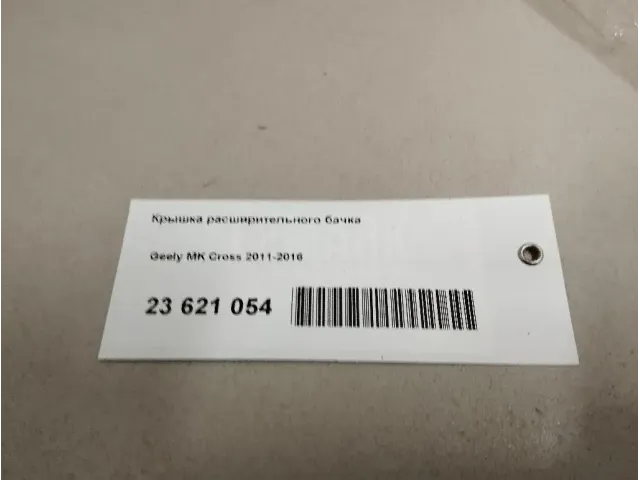 Крышка расширительного бачка
Geely MK Cross 2011-2016
23 621 054